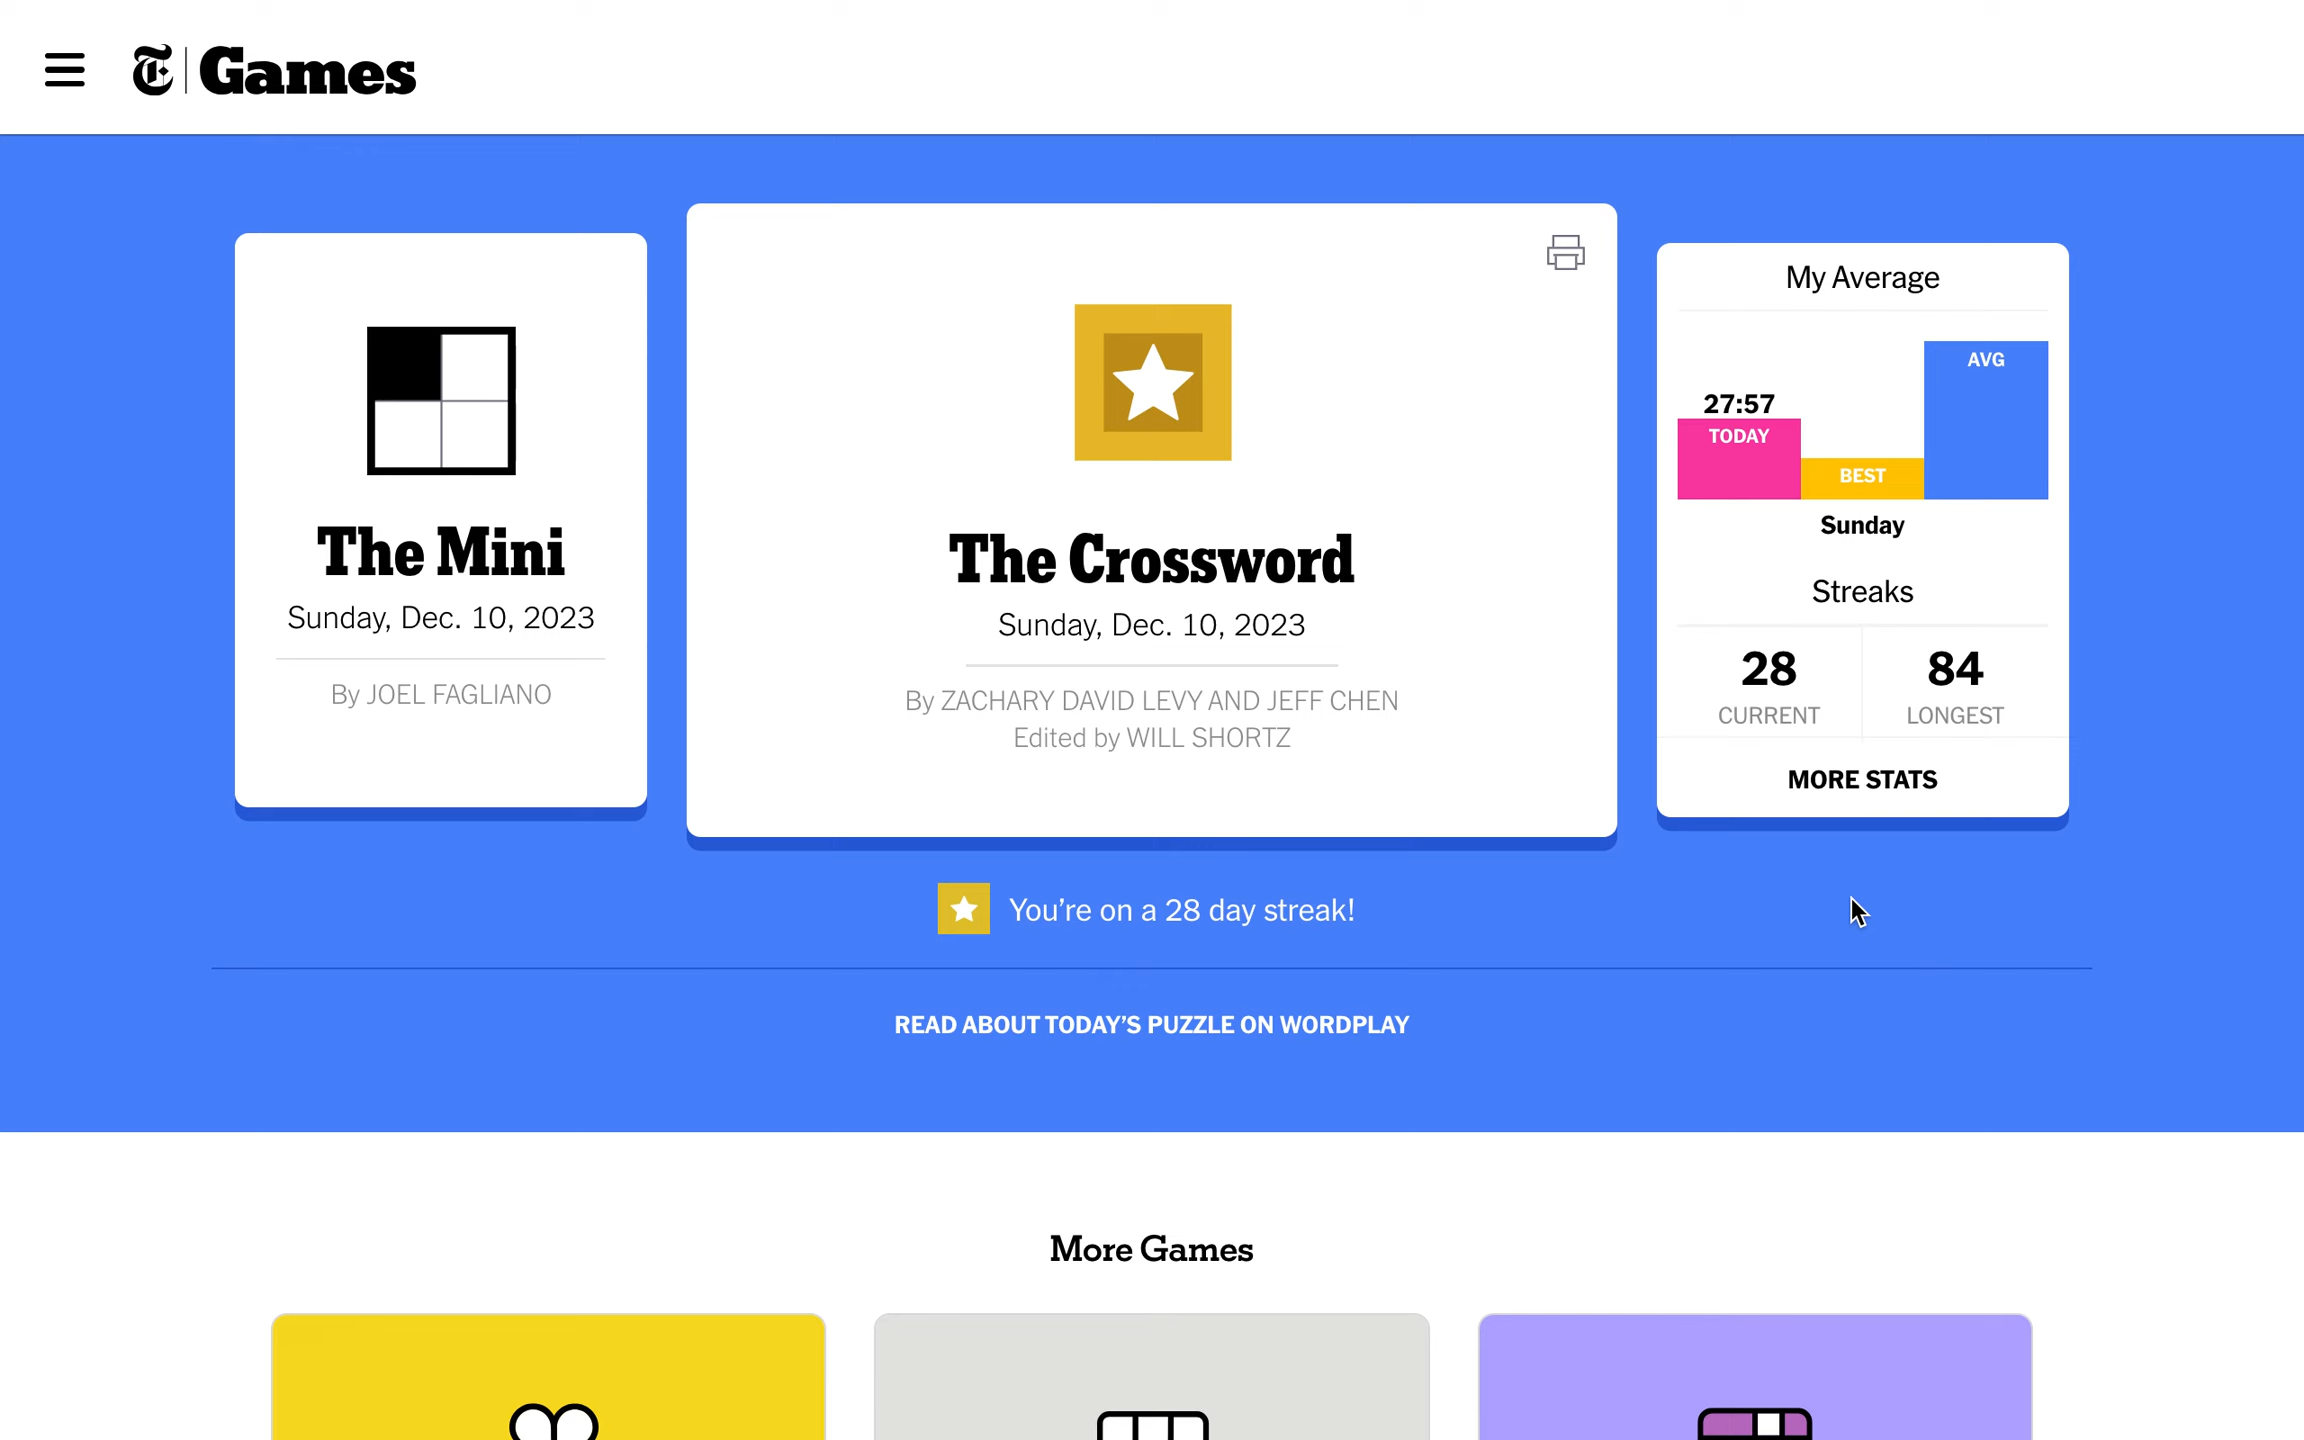 T Games
The Mini
Sunday, Dec. 10, 2023
By JOEL FAGLIANO
The Crossword
Sunday, Dec. 10, 2023
By ZACHARY DAVID LEVY AND JEFF CHEN
Edited by WILL SHORTZ
My Average
27:57
TODAY
BEST
AVG
Sunday
Streaks
28
CURRENT
84
LONGEST
MORE STATS
You're on a 28 day streak!
READ ABOUT TODAY'S PUZZLE ON WORDPLAY
More Games